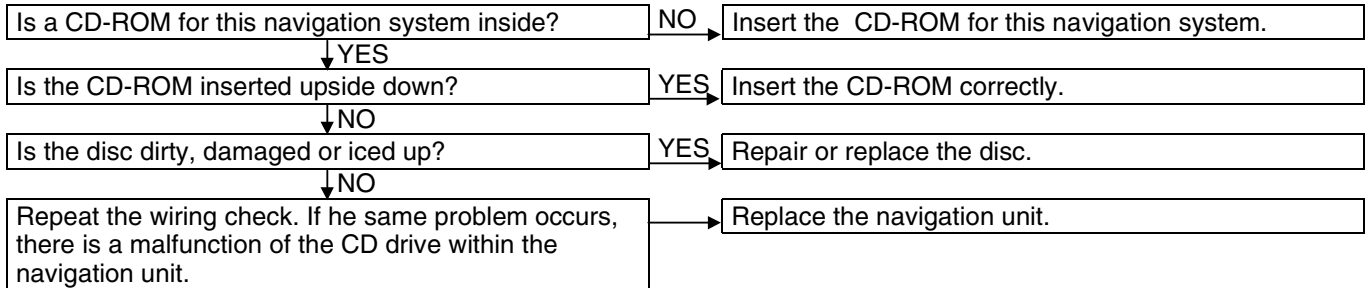 Is a CD-ROM for this navigation system inside?
NO
Insert the  CD-ROM for this navigation system.
YES
Is the CD-ROM inserted upside down?
YES
Insert the CD-ROM correctly.
NO
Is the disc dirty, damaged or iced up?
YES
Repair or replace the disc.
NO
Repeat the wiring check. If he same problem occurs,
there is a malfunction of the CD drive within the
navigation unit.
Replace the navigation unit.